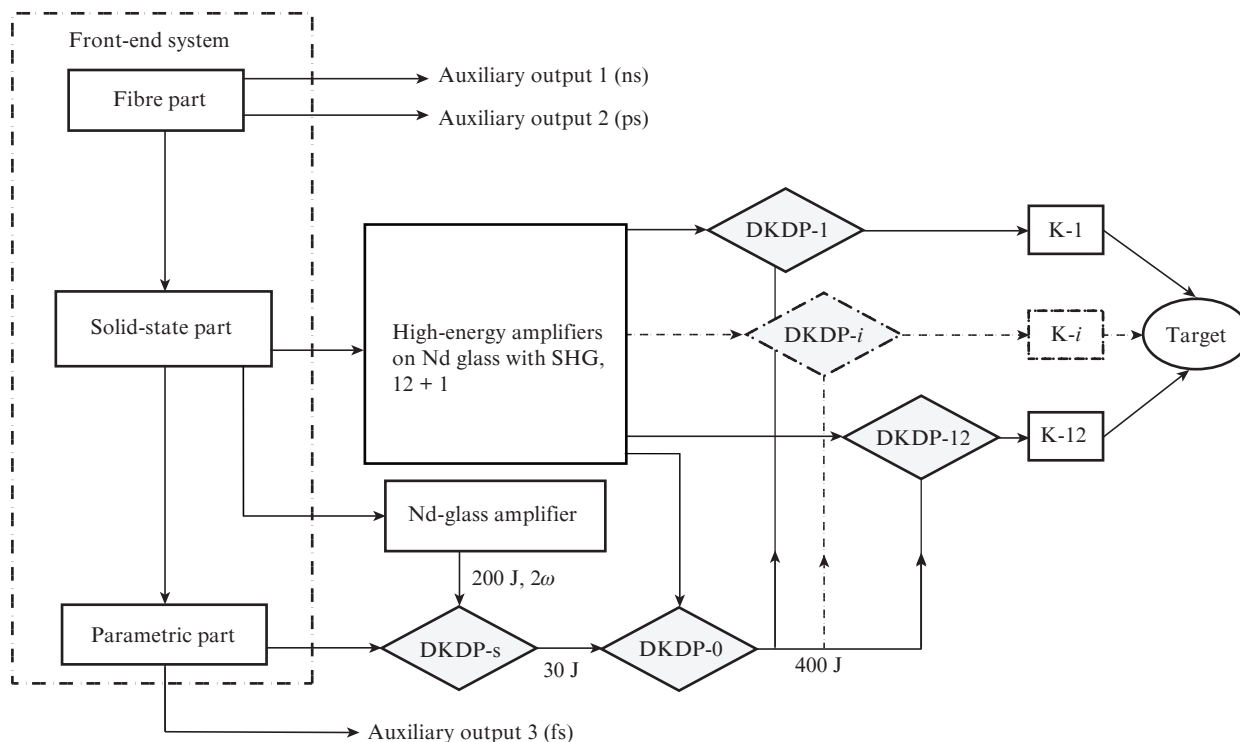 Front-end system
Fibre part
Auxiliary output 1 (ns)
Auxiliary output 2 (ps)
DKDP-1
K-1
Solid-state part
High-energy amplifiers
on Nd glass with SHG,
12 + 1
DKDP-i
K-i
Target
DKDP-12
K-12
Nd-glass amplifier
200 J, 2ω
Parametric part
DKDP-s
30 J
DKDP-0
400 J
Auxiliary output 3 (fs)